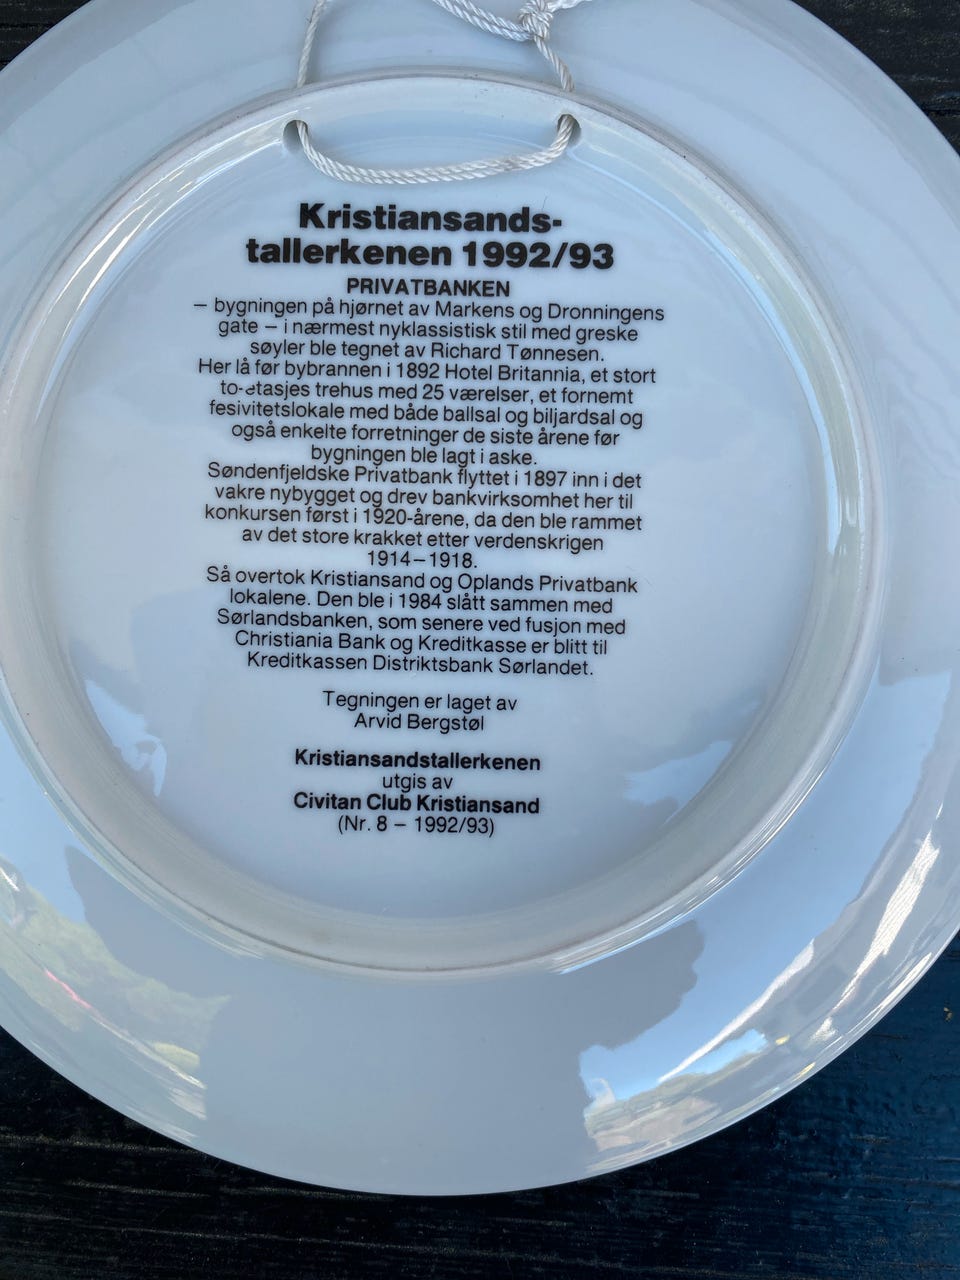 Kristiansands-
tallerkenen 1992/93
PRIVATBANKEN
– bygningen på hjørnet av Markens og Dronningens
gate – i nærmest nyklassistisk stil med greske
søyler ble tegnet av Richard Tønnesen.
Her lå før bybrannen i 1892 Hotel Britannia, et stort
to-etasjes trehus med 25 værelser, et fornemt
fesivitetslokale med både ballsal og biljardsal og
også enkelte forretninger de siste årene før
bygningen ble lagt i aske.
Søndenfjeldske Privatbank flyttet i 1897 inn i det
vakre nybygget og drev bankvirksomhet her til
konkursen først i 1920-årene, da den ble rammet
av det store krakket etter verdenskrigen
1914–1918.
Så overtok Kristiansand og Oplands Privatbank
lokalene. Den ble i 1984 slått sammen med
Sørlandsbanken, som senere ved fusjon med
Christiania Bank og Kreditkasse er blitt til
Kreditkassen Distriktsbank Sørlandet.
Tegningen er laget av
Arvid Bergstøl
Kristiansandstallerkenen
utgis av
Civitan Club Kristiansand
(Nr. 8 – 1992/93)